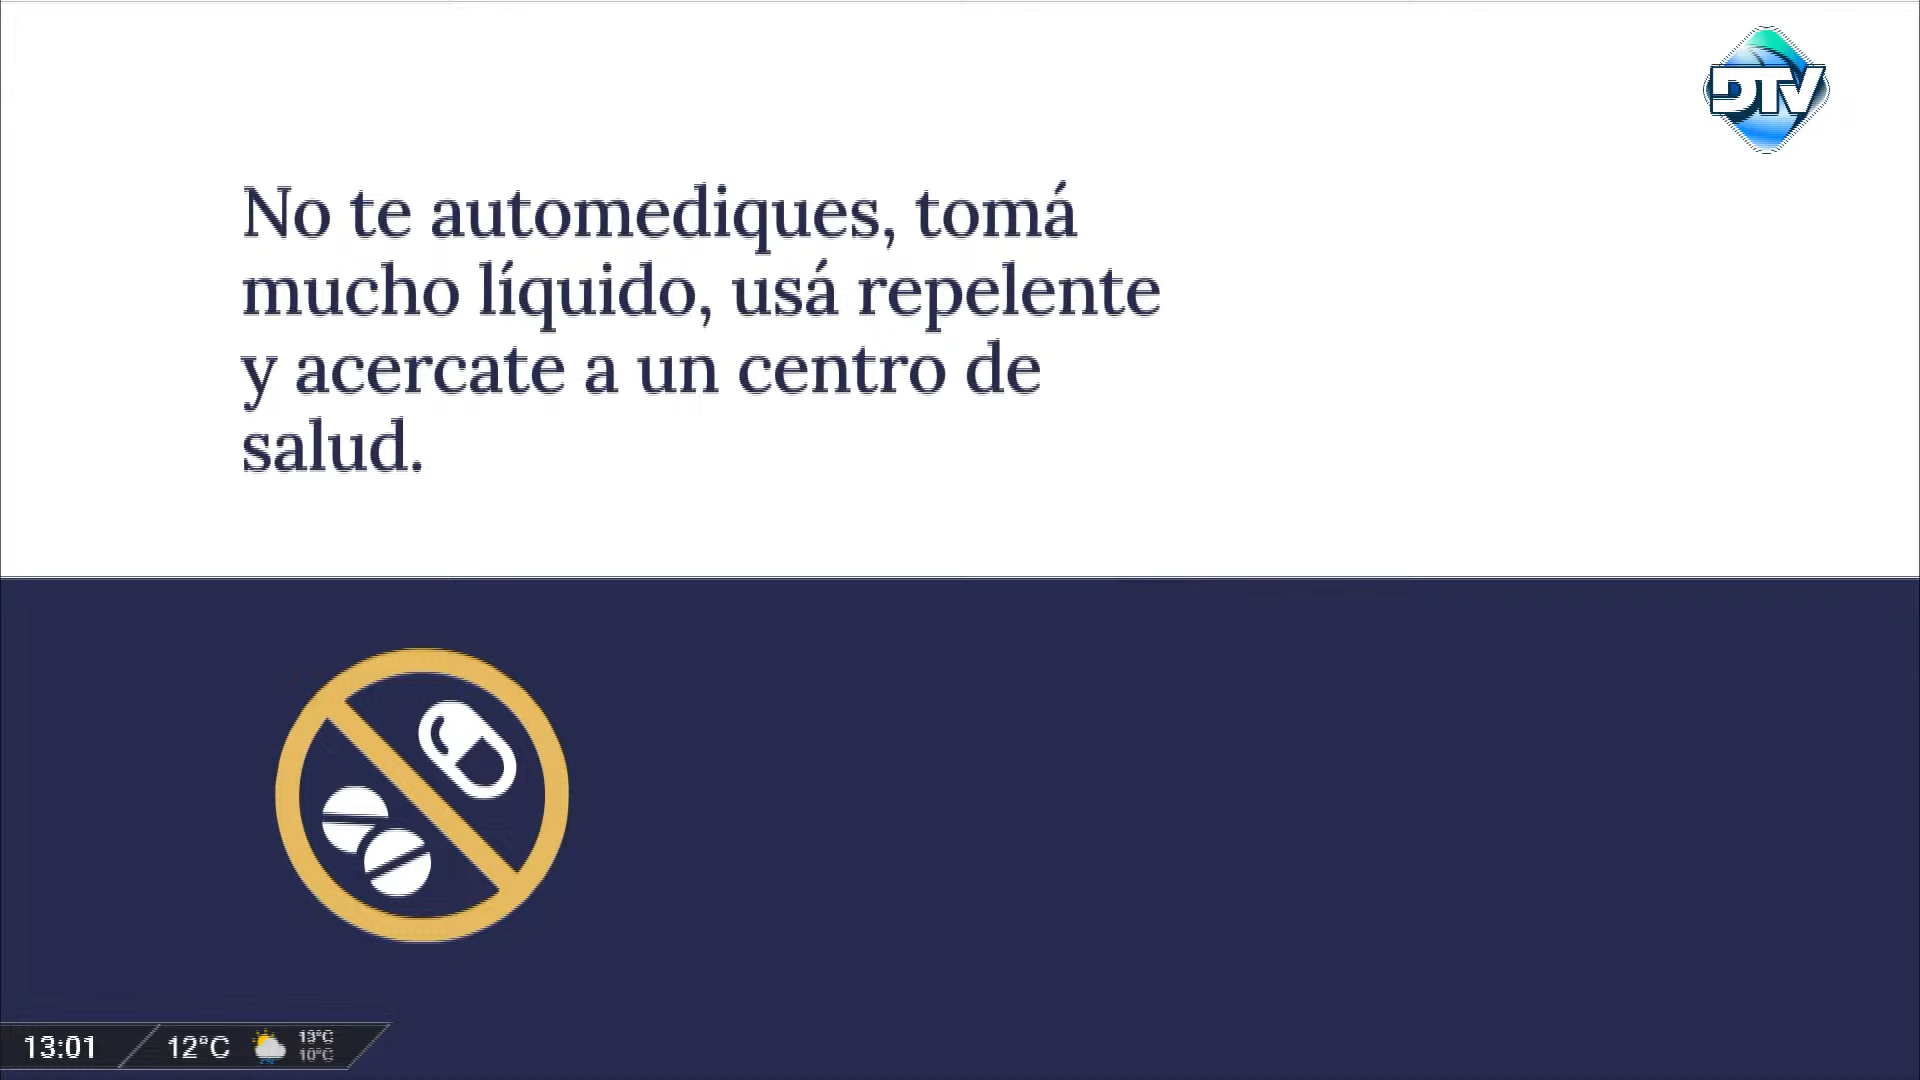 DTV
No te automediques, tomá
mucho líquido, usá repelente
y acercate a un centro de
salud.
13:01
12°C
13°C
10°C